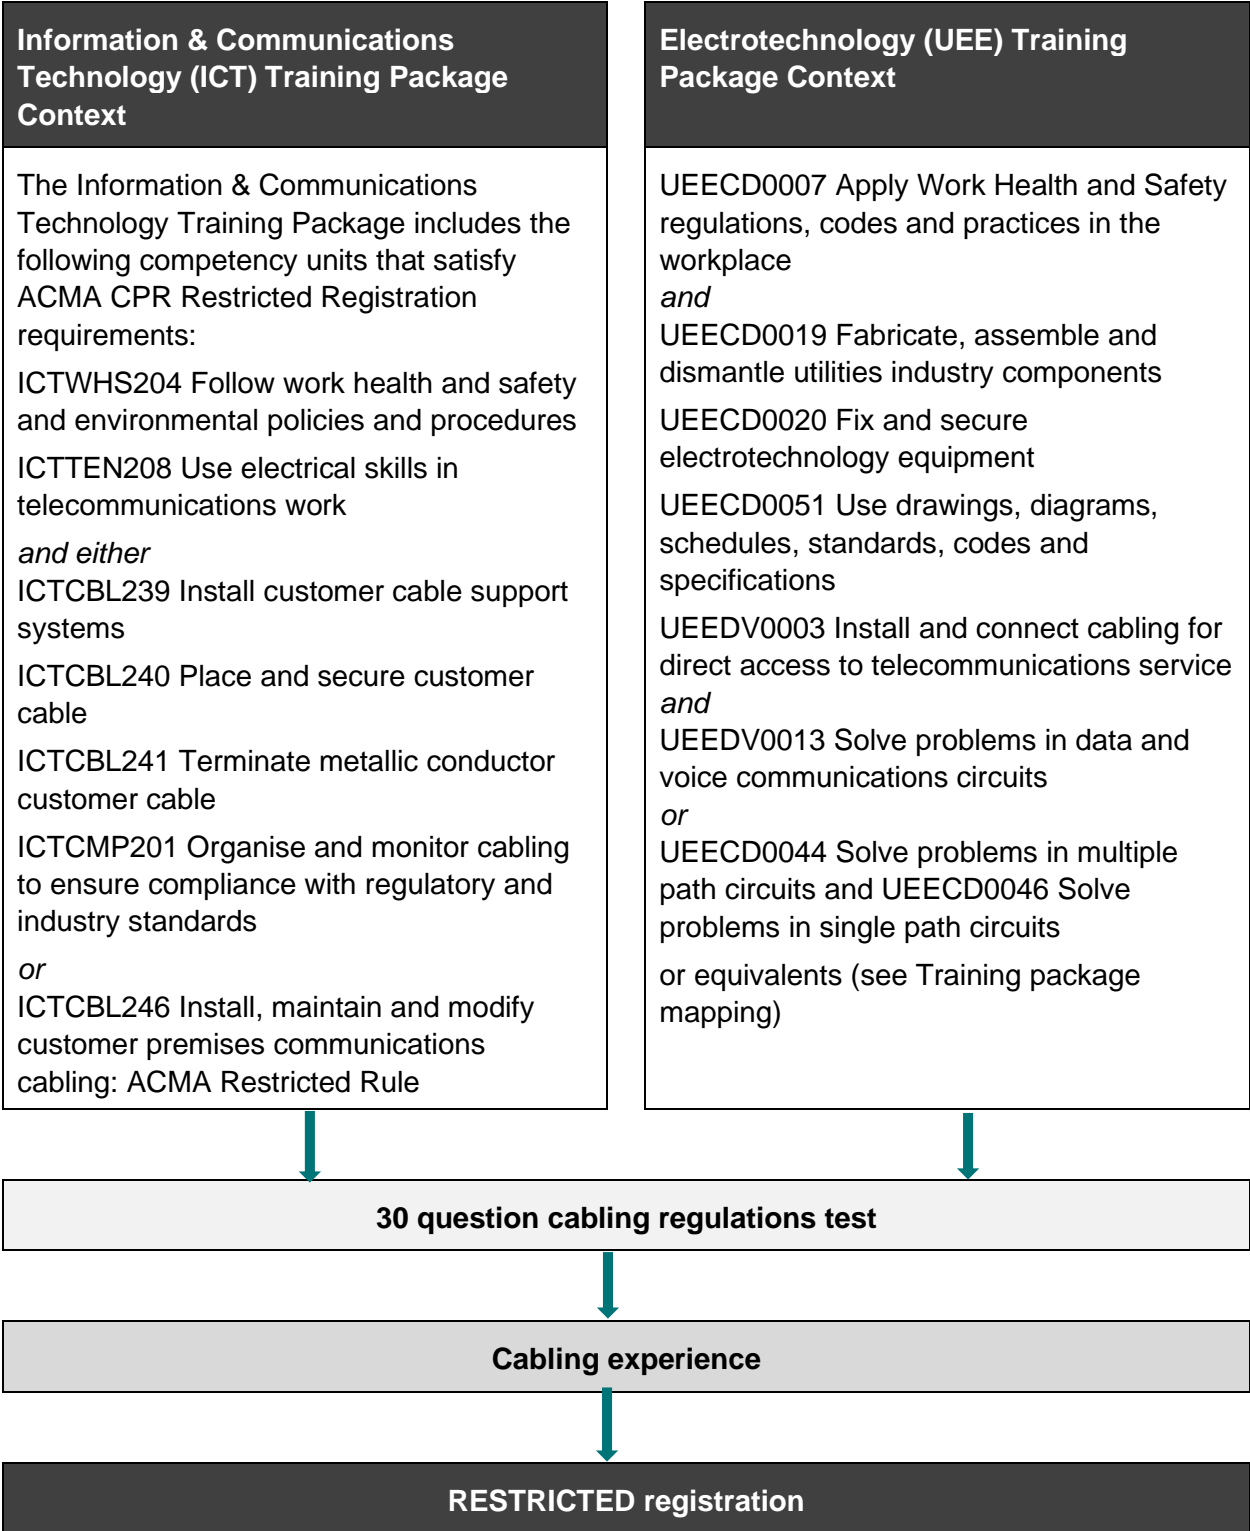 Information & Communications
Technology (ICT) Training Package
Context
The Information & Communications
Technology Training Package includes the
following competency units that satisfy
ACMA CPR Restricted Registration
requirements:
ICTWHS204 Follow work health and safety
and environmental policies and procedures
ICTTEN208 Use electrical skills in
telecommunications work
and either
ICTCBL239 Install customer cable support
systems
ICTCBL240 Place and secure customer
cable
ICTCBL241 Terminate metallic conductor
customer cable
ICTCMP201 Organise and monitor cabling
to ensure compliance with regulatory and
industry standards
or
ICTCBL246 Install, maintain and modify
customer premises communications
cabling: ACMA Restricted Rule
Electrotechnology (UEE) Training
Package Context
UEECD0007 Apply Work Health and Safety
regulations, codes and practices in the
workplace
and
UEECD0019 Fabricate, assemble and
dismantle utilities industry components
UEECD0020 Fix and secure
electrotechnology equipment
UEECD0051 Use drawings, diagrams,
schedules, standards, codes and
specifications
UEEDV0003 Install and connect cabling for
direct access to telecommunications service
and
UEEDV0013 Solve problems in data and
voice communications circuits
or
UEECD0044 Solve problems in multiple
path circuits and UEECD0046 Solve
problems in single path circuits
or equivalents (see Training package
mapping)
30 question cabling regulations test
Cabling experience
RESTRICTED registration